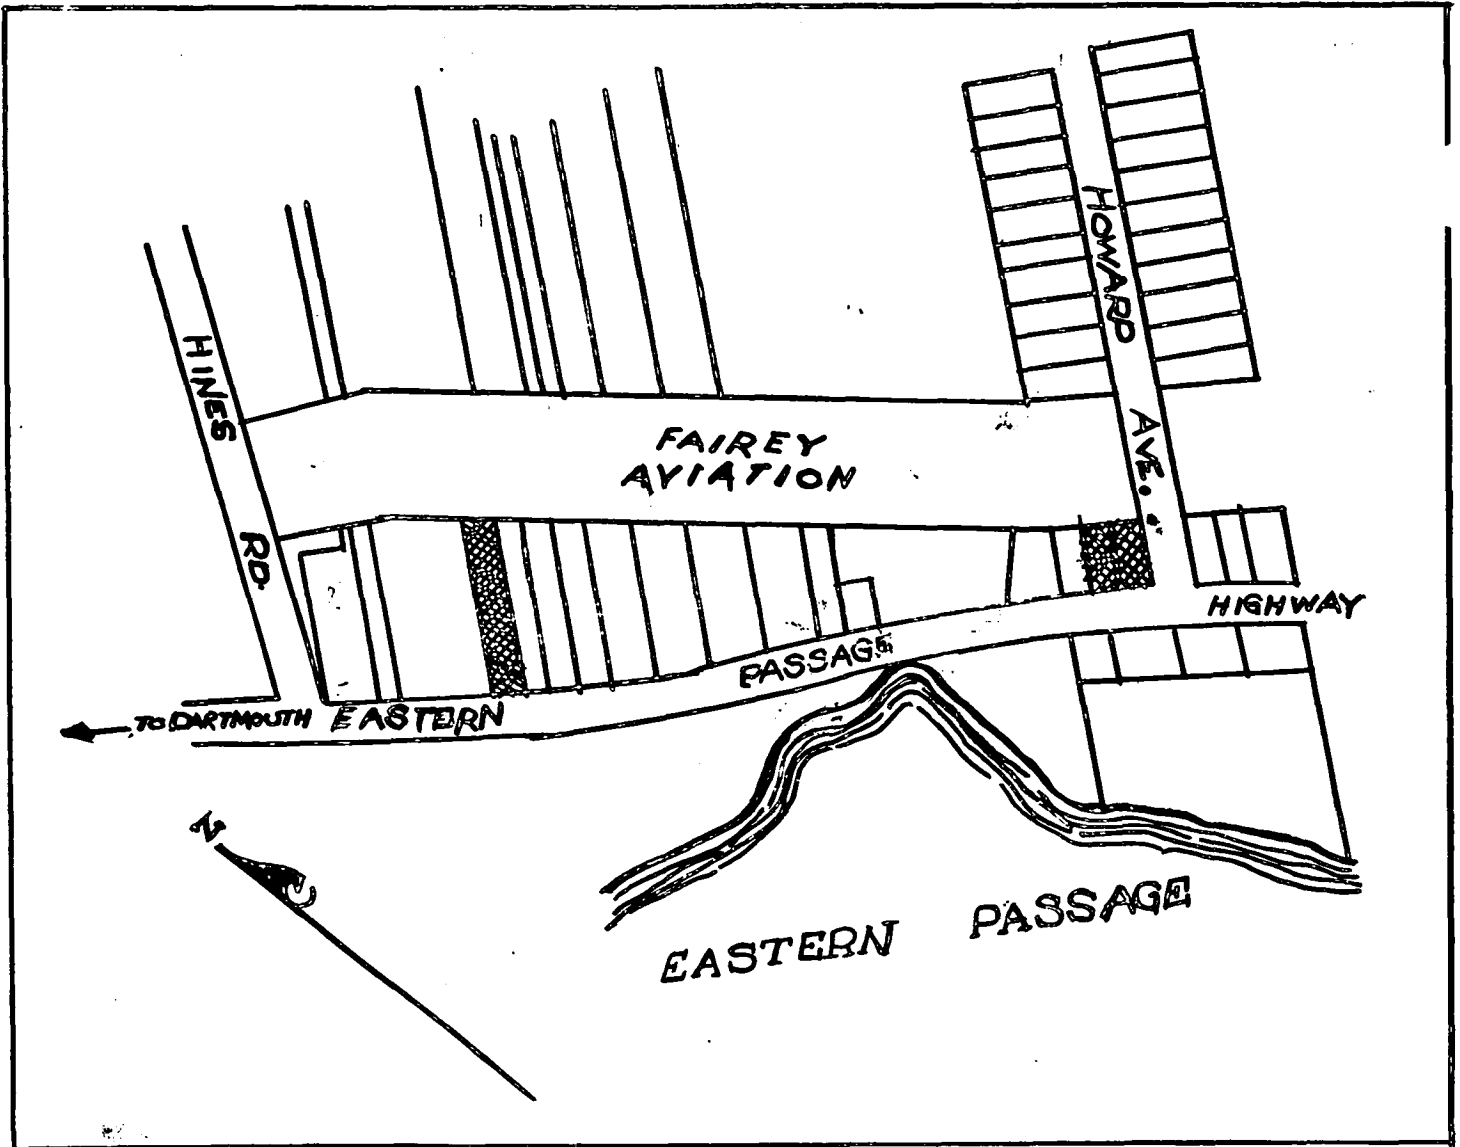 HOWARD AVE.
HINES RD.
FAIREY
AVIATION
HIGHWAY
PASSAGE
TO DARTMOUTH EASTERN
N
EASTERN PASSAGE